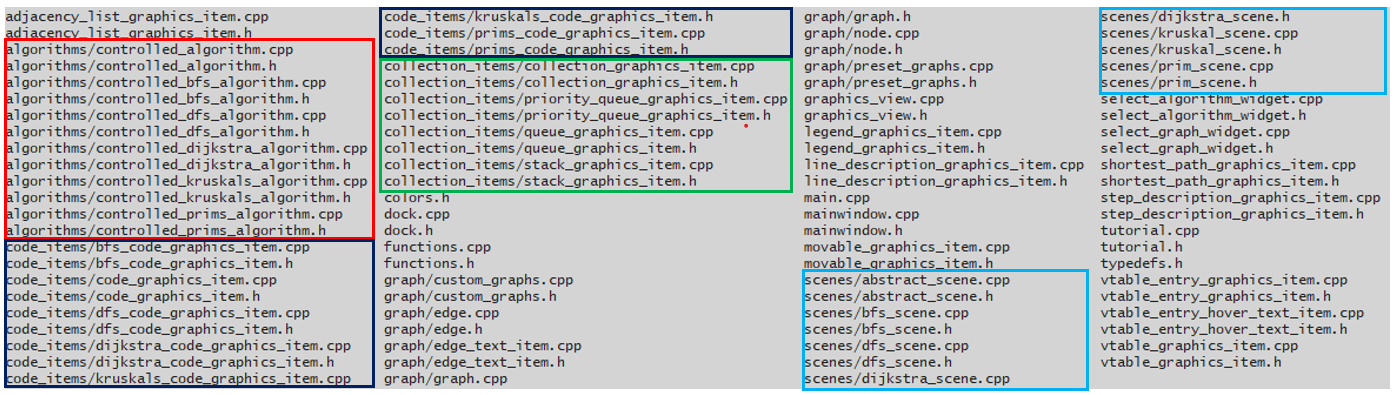 adjacency_list_graphics_item.cpp
adjacency_list_graphics_item.h
algorithms/controlled_algorithm.cpp
algorithms/controlled_algorithm.h
algorithms/controlled_bfs_algorithm.cpp
algorithms/controlled_bfs_algorithm.h
algorithms/controlled_dfs_algorithm.cpp
algorithms/controlled_dfs_algorithm.h
algorithms/controlled_dijkstra_algorithm.cpp
algorithms/controlled_dijkstra_algorithm.h
algorithms/controlled_kruskals_algorithm.cpp
algorithms/controlled_kruskals_algorithm.h
algorithms/controlled_prims_algorithm.cpp
algorithms/controlled_prims_algorithm.h
code_items/bfs_code_graphics_item.cpp
code_items/bfs_code_graphics_item.h
code_items/code_graphics_item.cpp
code_items/code_graphics_item.h
code_items/dfs_code_graphics_item.cpp
code_items/dfs_code_graphics_item.h
code_items/dijkstra_code_graphics_item.cpp
code_items/dijkstra_code_graphics_item.h
code_items/kruskals_code_graphics_item.cpp
code_items/kruskals_code_graphics_item.h
code_items/prims_code_graphics_item.cpp
code_items/prims_code_graphics_item.h
collection_items/collection_graphics_item.cpp
collection_items/collection_graphics_item.h
collection_items/priority_queue_graphics_item.cpp
collection_items/priority_queue_graphics_item.h
collection_items/queue_graphics_item.cpp
collection_items/queue_graphics_item.h
collection_items/stack_graphics_item.cpp
collection_items/stack_graphics_item.h
colors.h
dock.cpp
dock.h
functions.cpp
functions.h
graph/custom_graphs.cpp
graph/custom_graphs.h
graph/edge.cpp
graph/edge.h
graph/edge_text_item.cpp
graph/edge_text_item.h
graph/graph.cpp
graph/graph.h
graph/node.cpp
graph/node.h
graph/preset_graphs.cpp
graph/preset_graphs.h
graphics_view.cpp
graphics_view.h
legend_graphics_item.cpp
legend_graphics_item.h
line_description_graphics_item.cpp
line_description_graphics_item.h
main.cpp
mainwindow.cpp
mainwindow.h
movable_graphics_item.cpp
movable_graphics_item.h
scenes/abstract_scene.cpp
scenes/abstract_scene.h
scenes/bfs_scene.cpp
scenes/bfs_scene.h
scenes/dfs_scene.cpp
scenes/dfs_scene.h
scenes/dijkstra_scene.cpp
scenes/dijkstra_scene.h
scenes/kruskal_scene.cpp
scenes/kruskal_scene.h
scenes/prim_scene.cpp
scenes/prim_scene.h
select_algorithm_widget.cpp
select_algorithm_widget.h
select_graph_widget.cpp
select_graph_widget.h
shortest_path_graphics_item.cpp
shortest_path_graphics_item.h
step_description_graphics_item.cpp
step_description_graphics_item.h
tutorial.cpp
tutorial.h
typedefs.h
vtable_entry_graphics_item.cpp
vtable_entry_graphics_item.h
vtable_entry_hover_text_item.cpp
vtable_entry_hover_text_item.h
vtable_graphics_item.cpp
vtable_graphics_item.h